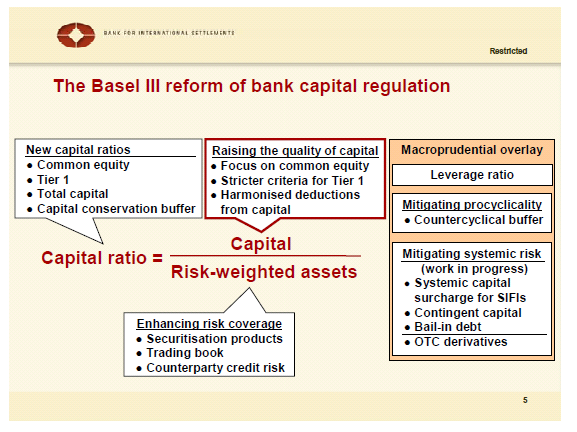 BANK FOR INTERNATIONAL SETTLEMENTS
Restricted
The Basel III reform of bank capital regulation
New capital ratios
● Common equity
● Tier 1
● Total capital
● Capital conservation buffer
Raising the quality of capital
● Focus on common equity
● Stricter criteria for Tier 1
● Harmonised deductions
from capital
Macroprudential overlay
Leverage ratio
Mitigating procyclicality
● Countercyclical buffer
Mitigating systemic risk
(work in progress)
● Systemic capital
surcharge for SIFIs
● Contingent capital
● Bail-in debt
● OTC derivatives
Capital ratio =
Capital
Risk-weighted assets
Enhancing risk coverage
● Securitisation products
● Trading book
● Counterparty credit risk
5